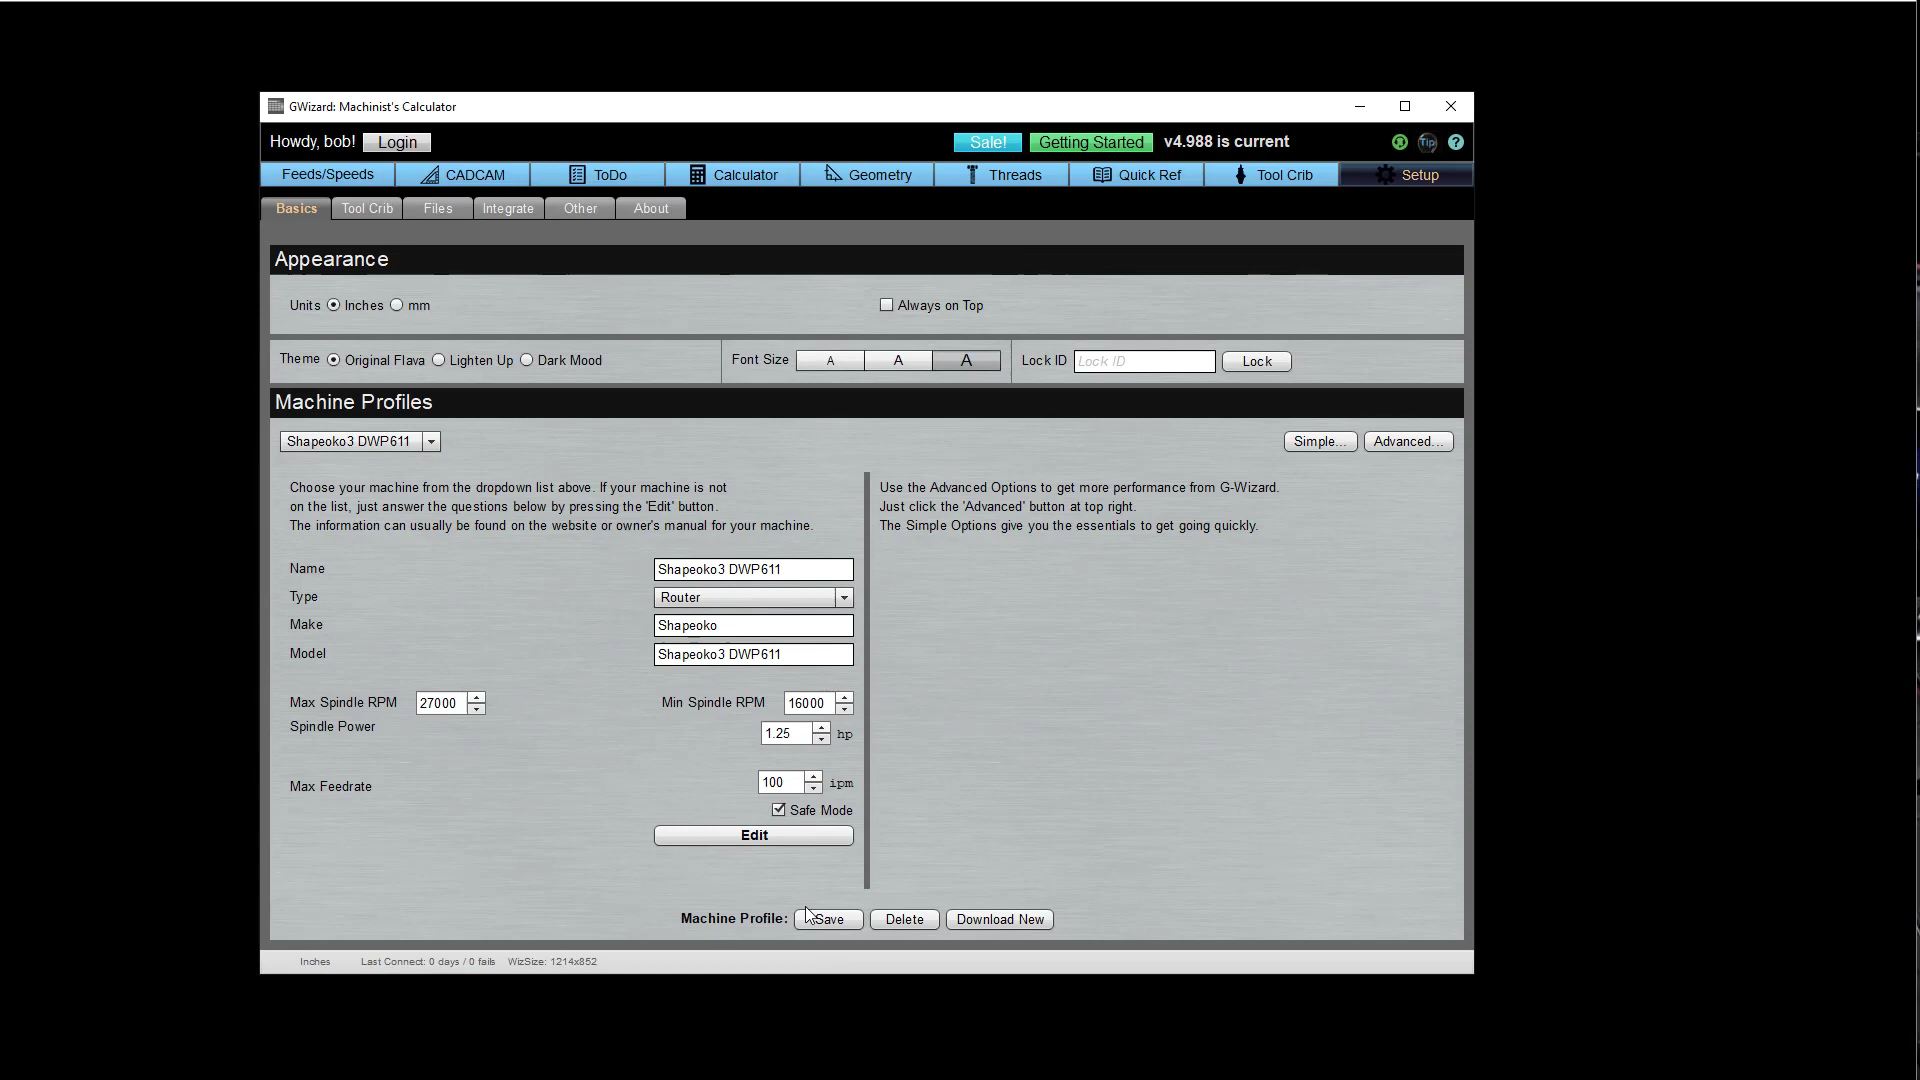 GWizard: Machinist's Calculator
Howdy, bob! Login Sale! Getting Started v4.988 is current Tip ?
Feeds/Speeds CADCAM ToDo Calculator Geometry Threads Quick Ref Tool Crib Setup
Basics Tool Crib Files Integrate Other About
Appearance
Units Inches mm Always on Top
Theme Original Flava Lighten Up Dark Mood Font Size A A A Lock ID Lock ID Lock
Machine Profiles
Shapeoko3 DWP611 Simple... Advanced...
Choose your machine from the dropdown list above. If your machine is not
on the list, just answer the questions below by pressing the 'Edit' button.
The information can usually be found on the website or owner's manual for your machine.
Use the Advanced Options to get more performance from G-Wizard.
Just click the 'Advanced' button at top right.
The Simple Options give you the essentials to get going quickly.
Name Shapeoko3 DWP611
Type Router
Make Shapeoko
Model Shapeoko3 DWP611
Max Spindle RPM 27000 Min Spindle RPM 16000
Spindle Power 1.25 hp
Max Feedrate 100 ipm
Safe Mode
Edit
Machine Profile: Save Delete Download New
Inches Last Connect: 0 days / 0 fails WizSize: 1214x852